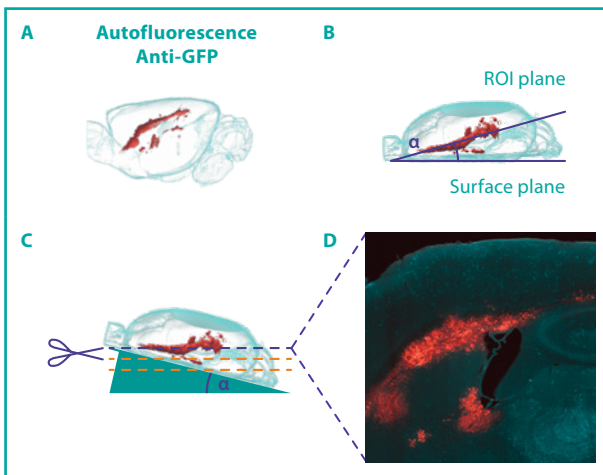 A
Autofluorescence
Anti-GFP
B
ROI plane
α
Surface plane
C
α
D